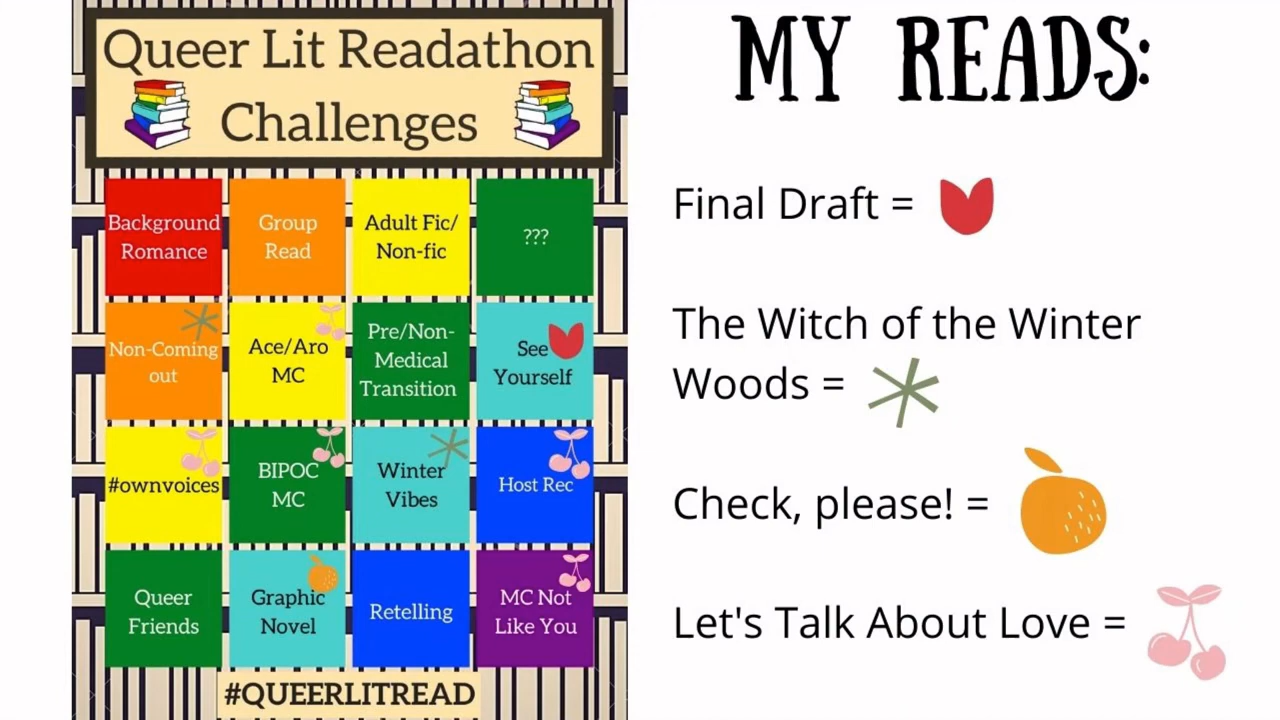 Queer Lit Readathon
Challenges
Background
Romance
Group
Read
Adult Fic/
Non-fic
???
Non-Coming
out
Ace/Aro
MC
Pre/Non-
Medical
Transition
See
Yourself
#ownvoices
BIPOC
MC
Winter
Vibes
Host Rec
Queer
Friends
Graphic
Novel
Retelling
MC Not
Like You
#QUEERLITREAD
MY READS:
Final Draft =
The Witch of the Winter
Woods =
Check, please! =
Let's Talk About Love =